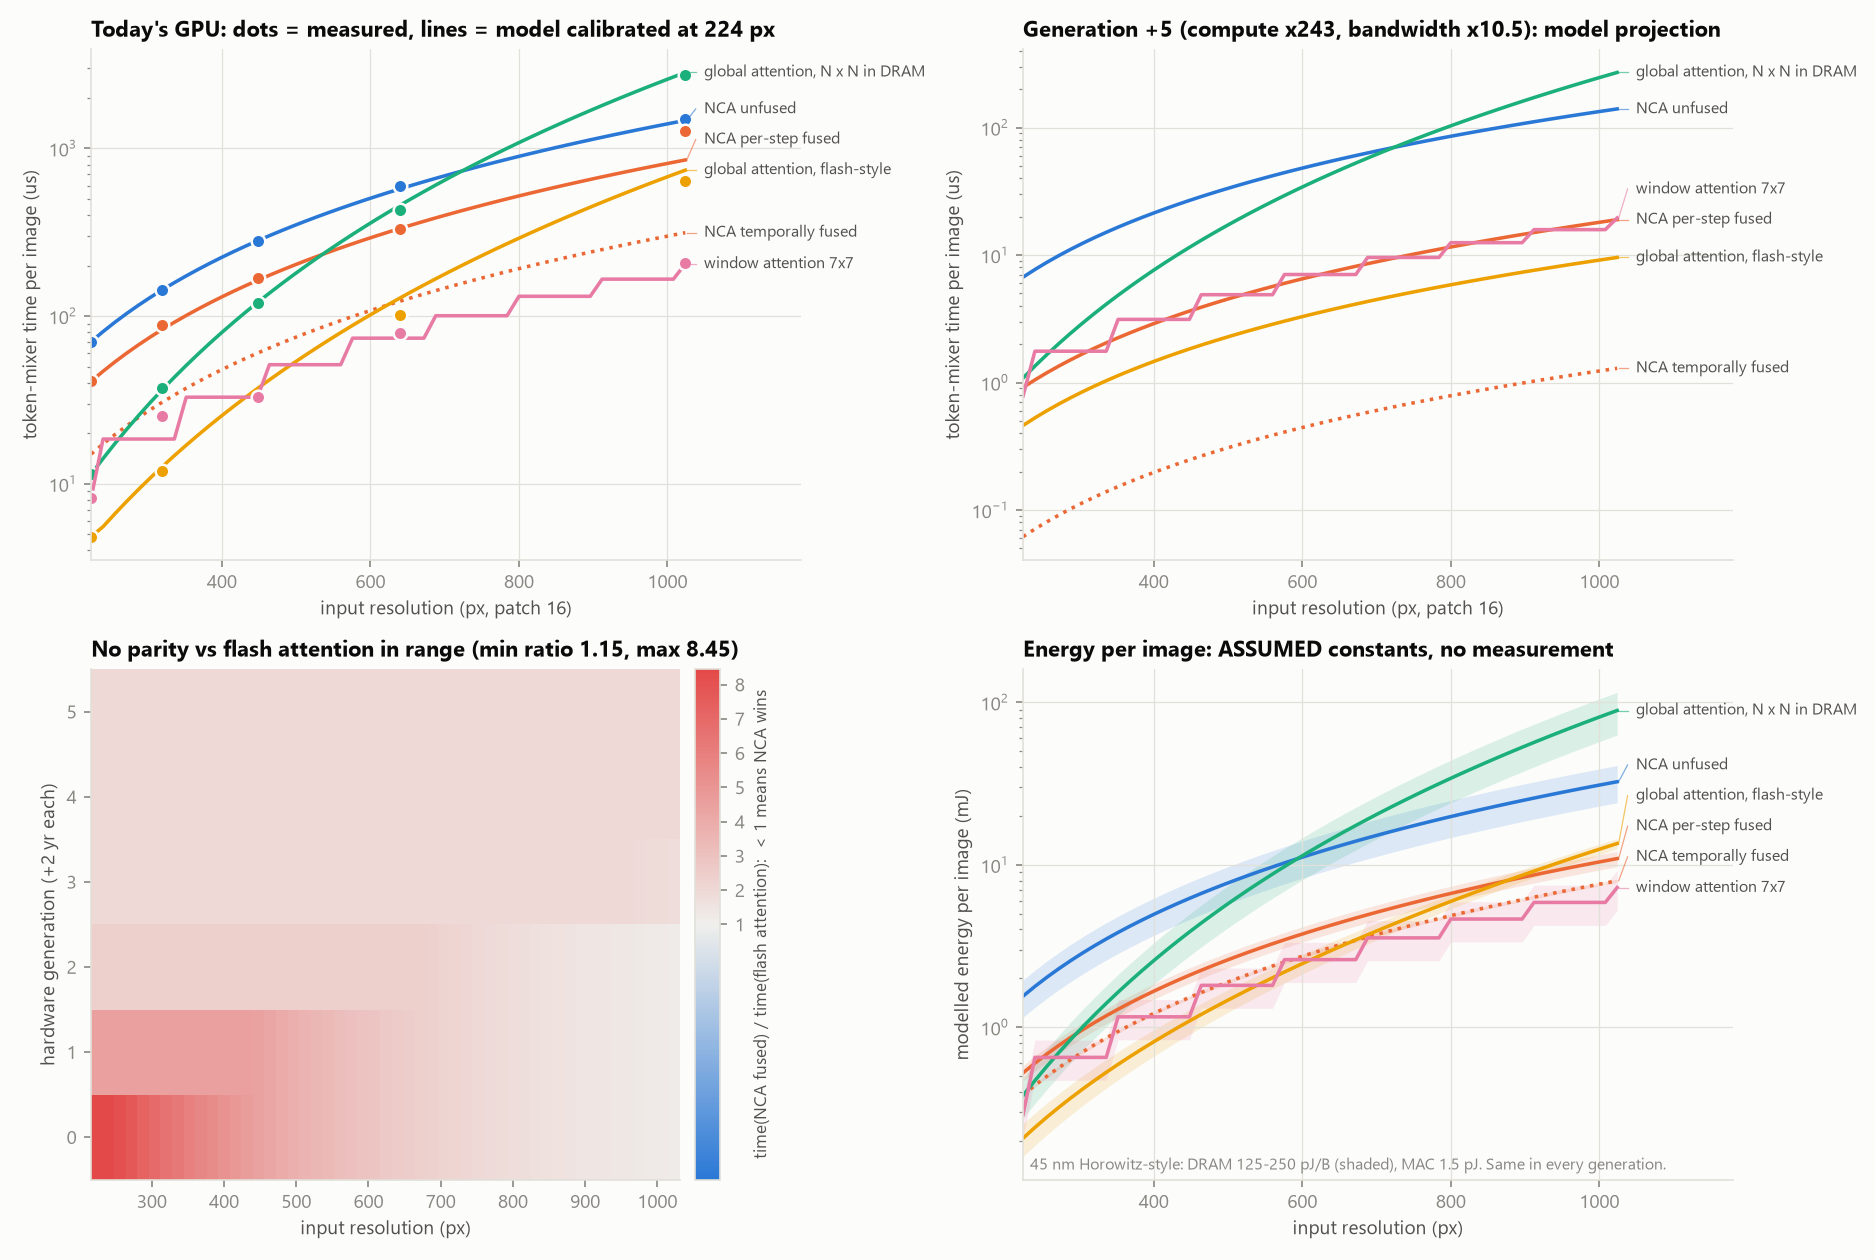 Today's GPU: dots = measured, lines = model calibrated at 224 px
token-mixer time per image (us)
10³
10²
10¹
400
600
800
1000
input resolution (px, patch 16)
global attention, N x N in DRAM
NCA unfused
NCA per-step fused
global attention, flash-style
NCA temporally fused
window attention 7x7
Generation +5 (compute x243, bandwidth x10.5): model projection
token-mixer time per image (us)
10²
10¹
10⁰
10⁻¹
400
600
800
1000
input resolution (px, patch 16)
global attention, N x N in DRAM
NCA unfused
window attention 7x7
NCA per-step fused
global attention, flash-style
NCA temporally fused
No parity vs flash attention in range (min ratio 1.15, max 8.45)
hardware generation (+2 yr each)
5
4
3
2
1
0
300
400
500
600
700
800
900
1000
input resolution (px)
8
7
6
5
4
3
2
1
time(NCA fused) / time(flash attention): < 1 means NCA wins
Energy per image: ASSUMED constants, no measurement
modelled energy per image (mJ)
10²
10¹
10⁰
400
600
800
1000
input resolution (px)
global attention, N x N in DRAM
NCA unfused
global attention, flash-style
NCA per-step fused
NCA temporally fused
window attention 7x7
45 nm Horowitz-style: DRAM 125-250 pJ/B (shaded), MAC 1.5 pJ. Same in every generation.